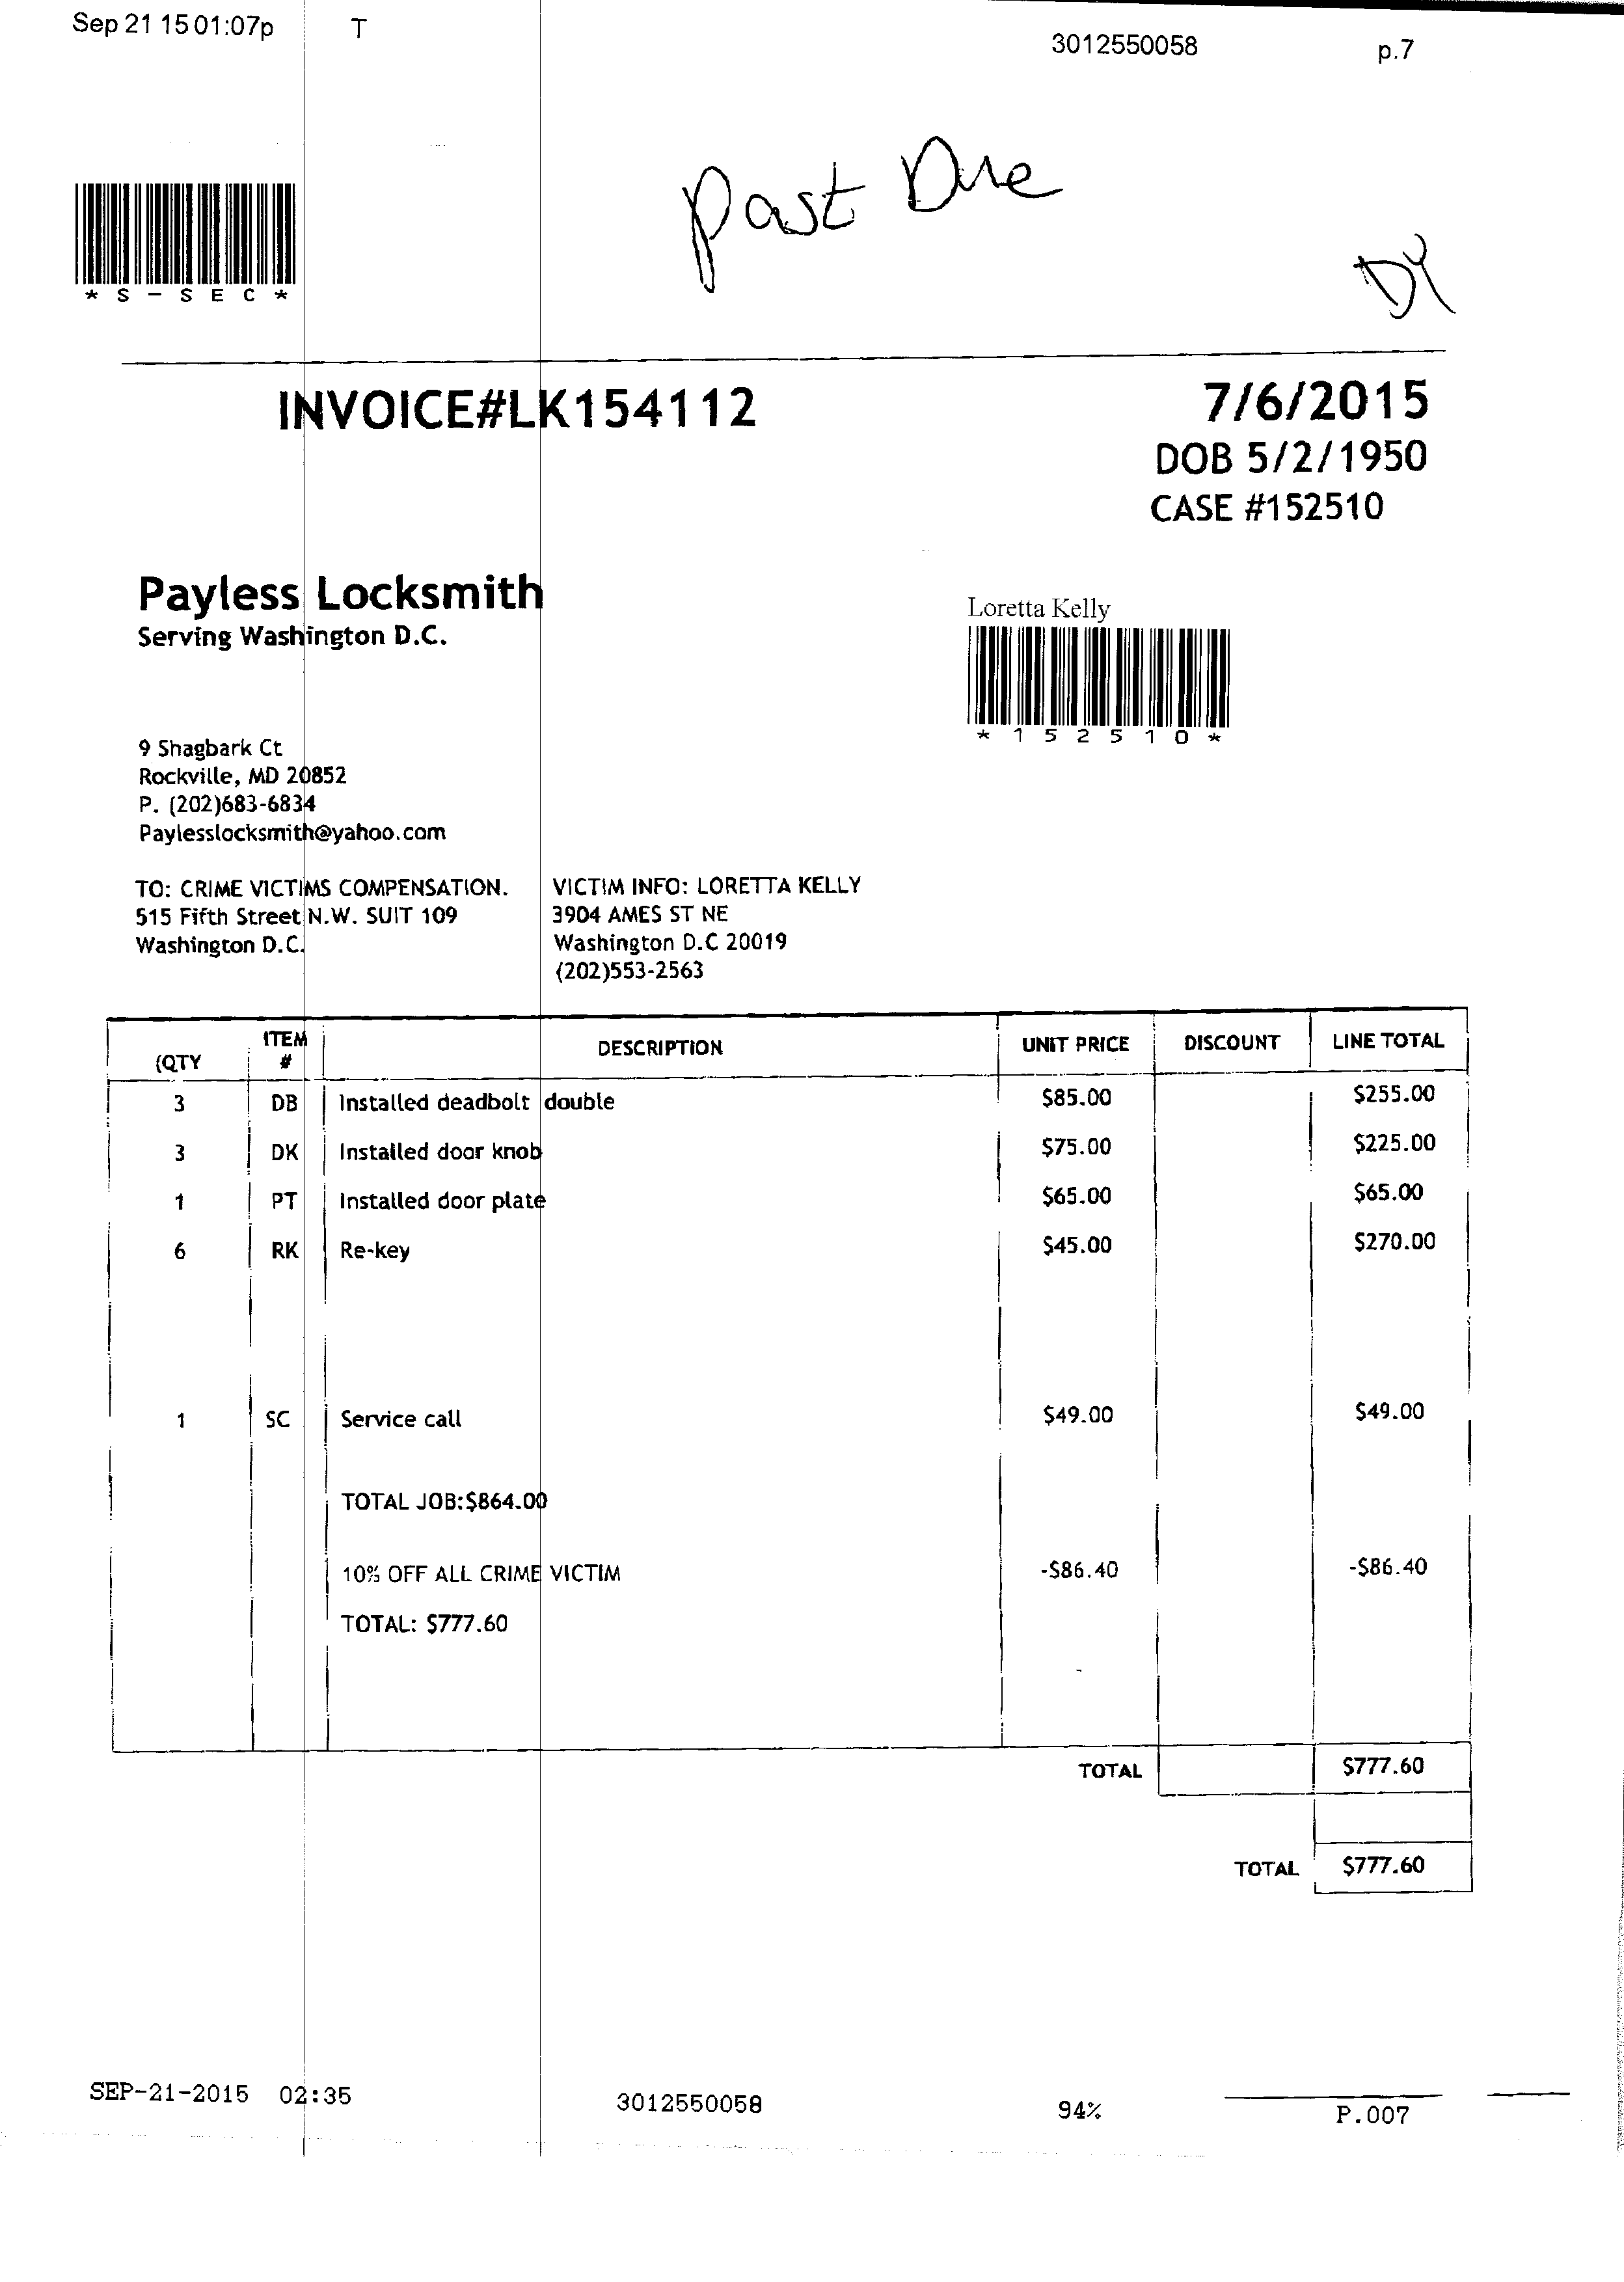 Sep 21 15 01:07p T 3012550058 p.7
Past Due
*S-SEC*
DY
INVOICE#LK154112 7/6/2015
DOB 5/2/1950
CASE #152510
Payless Locksmith
Serving Washington D.C.
Loretta Kelly
*152510*
9 Shagbark Ct
Rockville, MD 20852
P. (202)683-6834
Paylesslocksmith@yahoo.com
TO: CRIME VICTIMS COMPENSATION. VICTIM INFO: LORETTA KELLY
515 Fifth Street N.W. SUIT 109 3904 AMES ST NE
Washington D.C. Washington D.C 20019
(202)553-2563
(QTY ITEM # DESCRIPTION UNIT PRICE DISCOUNT LINE TOTAL
3 DB Installed deadbolt double $85.00 $255.00
3 DK Installed door knob $75.00 $225.00
1 PT Installed door plate $65.00 $65.00
6 RK Re-key $45.00 $270.00
1 SC Service call $49.00 $49.00
TOTAL JOB:$864.00
10% OFF ALL CRIME VICTIM -$86.40 -$86.40
TOTAL: $777.60
TOTAL $777.60
TOTAL $777.60
SEP-21-2015 02:35 3012550058 94% P.007